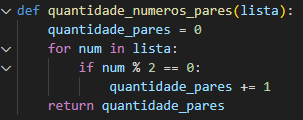 def quantidade_numeros_pares(lista):
    quantidade_pares = 0
    for num in lista:
        if num % 2 == 0:
            quantidade_pares += 1
    return quantidade_pares